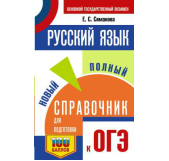 ОСНОВНОЙ ГОСУДАРСТВЕННЫЙ ЭКЗАМЕН
Е. С. Симакова
РУССКИЙ ЯЗЫК
НОВЫЙ
ПОЛНЫЙ
СПРАВОЧНИК
ДЛЯ
ПОДГОТОВКИ
К ОГЭ
100
БАЛЛОВ